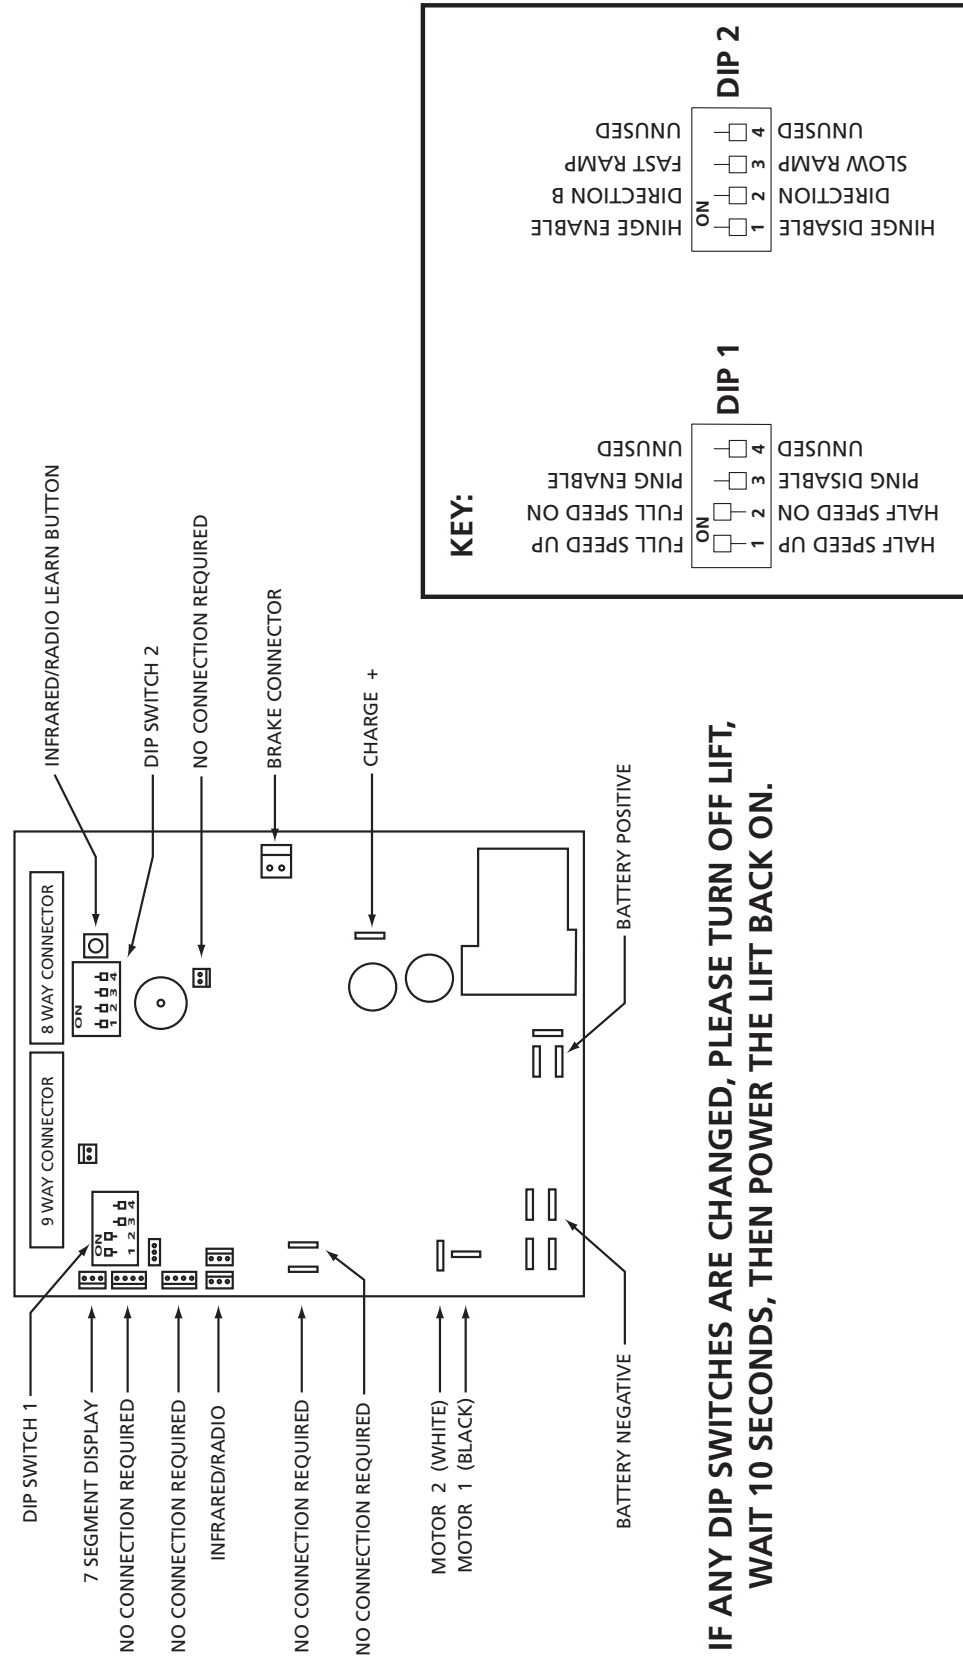 DIP SWITCH 1
7 SEGMENT DISPLAY
NO CONNECTION REQUIRED
NO CONNECTION REQUIRED
INFRARED/RADIO
NO CONNECTION REQUIRED
NO CONNECTION REQUIRED
MOTOR 2 (WHITE)
MOTOR 1 (BLACK)
BATTERY NEGATIVE
9 WAY CONNECTOR
8 WAY CONNECTOR
ON
1 2 3 4
ON
1 2 3 4
INFRARED/RADIO LEARN BUTTON
DIP SWITCH 2
NO CONNECTION REQUIRED
BRAKE CONNECTOR
CHARGE +
BATTERY POSITIVE
IF ANY DIP SWITCHES ARE CHANGED, PLEASE TURN OFF LIFT,
WAIT 10 SECONDS, THEN POWER THE LIFT BACK ON.
KEY:
FULL SPEED UP
FULL SPEED ON
PING ENABLE
UNUSED
ON
1 2 3 4
HALF SPEED UP
HALF SPEED ON
PING DISABLE
UNUSED
DIP 1
HINGE ENABLE
DIRECTION B
FAST RAMP
UNUSED
ON
1 2 3 4
HINGE DISABLE
DIRECTION
SLOW RAMP
UNUSED
DIP 2